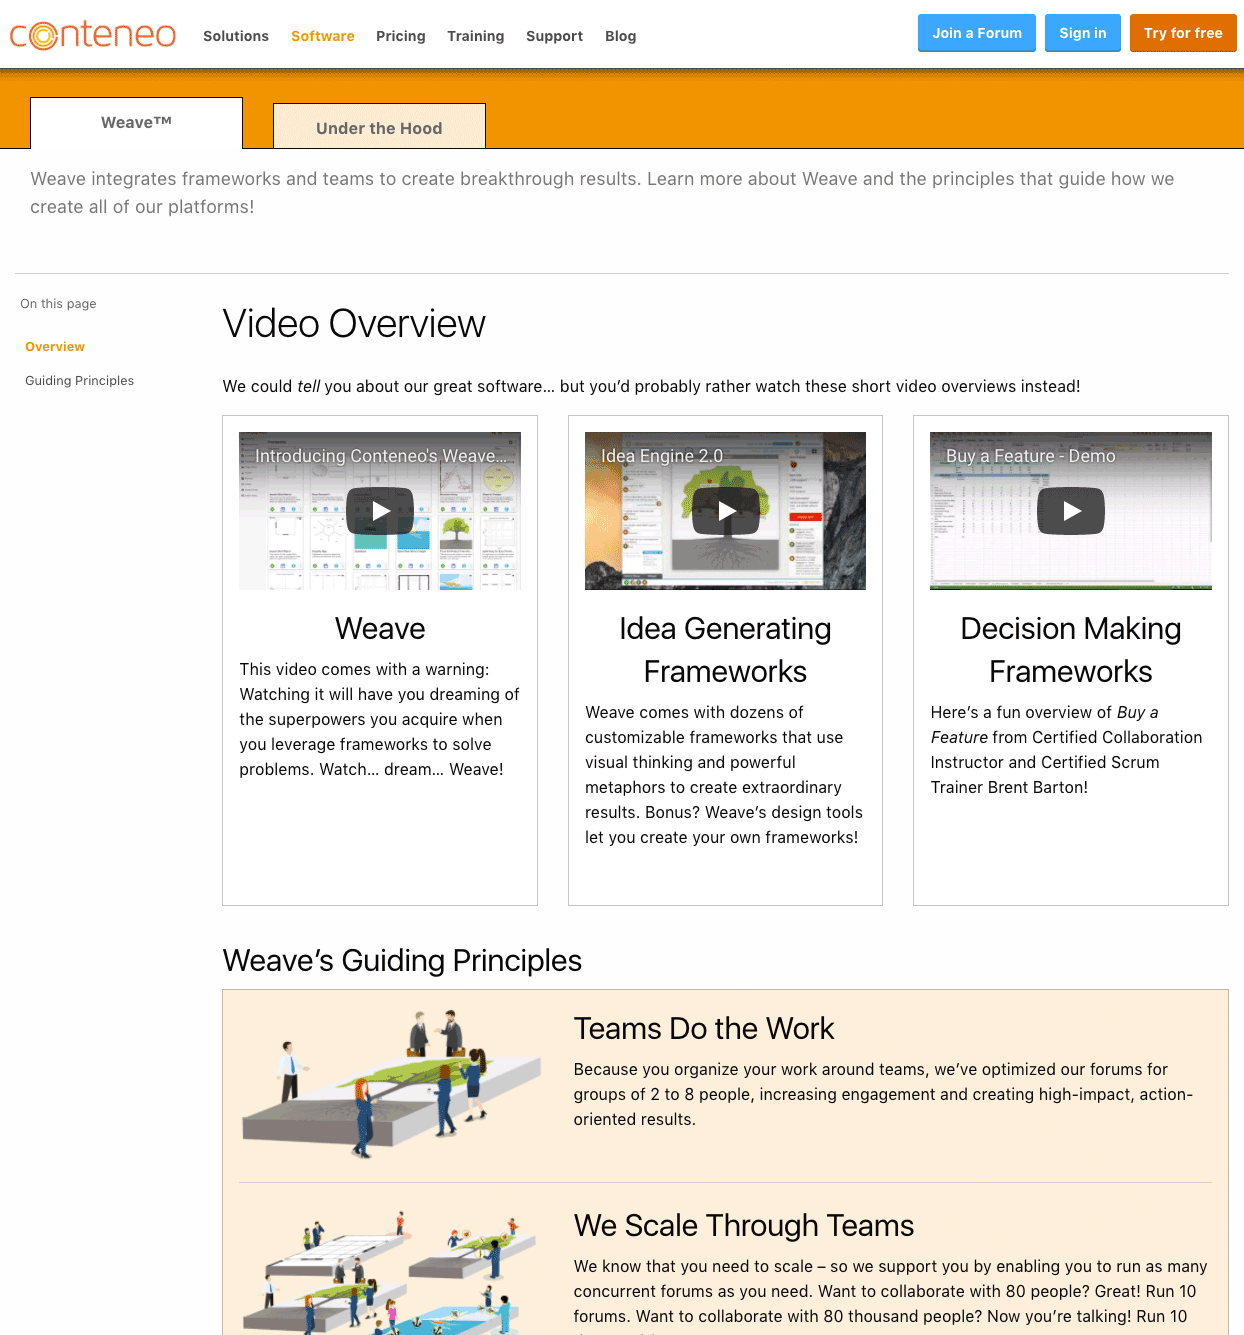 conteneo
Solutions Software Pricing Training Support Blog
Join a Forum Sign in Try for free
Weave™
Under the Hood
Weave integrates frameworks and teams to create breakthrough results. Learn more about Weave and the principles that guide how we
create all of our platforms!
On this page
Overview
Guiding Principles
Video Overview
We could tell you about our great software... but you’d probably rather watch these short video overviews instead!
Introducing Conteneo's Weave...
Weave
This video comes with a warning:
Watching it will have you dreaming of
the superpowers you acquire when
you leverage frameworks to solve
problems. Watch... dream... Weave!
Idea Engine 2.0
Idea Generating
Frameworks
Weave comes with dozens of
customizable frameworks that use
visual thinking and powerful
metaphors to create extraordinary
results. Bonus? Weave’s design tools
let you create your own frameworks!
Buy a Feature - Demo
Decision Making
Frameworks
Here’s a fun overview of Buy a
Feature from Certified Collaboration
Instructor and Certified Scrum
Trainer Brent Barton!
Weave’s Guiding Principles
Teams Do the Work
Because you organize your work around teams, we’ve optimized our forums for
groups of 2 to 8 people, increasing engagement and creating high-impact, action-
oriented results.
We Scale Through Teams
We know that you need to scale – so we support you by enabling you to run as many
concurrent forums as you need. Want to collaborate with 80 people? Great! Run 10
forums. Want to collaborate with 80 thousand people? Now you’re talking! Run 10